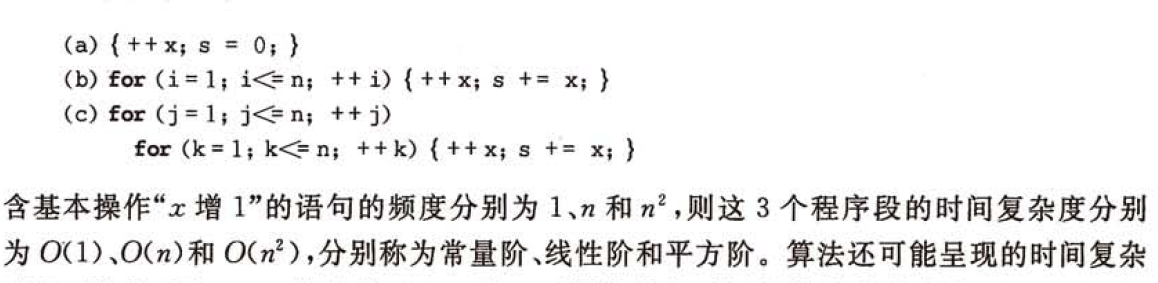 (a) { ++x; s = 0; }
(b) for (i=1; i<=n; ++i) { ++x; s += x; }
(c) for (j=1; j<=n; ++j)
for (k=1; k<=n; ++k) { ++x; s += x; }
含基本操作“x 增 1”的语句的频度分别为 1、n 和 n²,则这 3 个程序段的时间复杂度分别
为 O(1)、O(n)和 O(n²),分别称为常量阶、线性阶和平方阶。算法还可能呈现的时间复杂